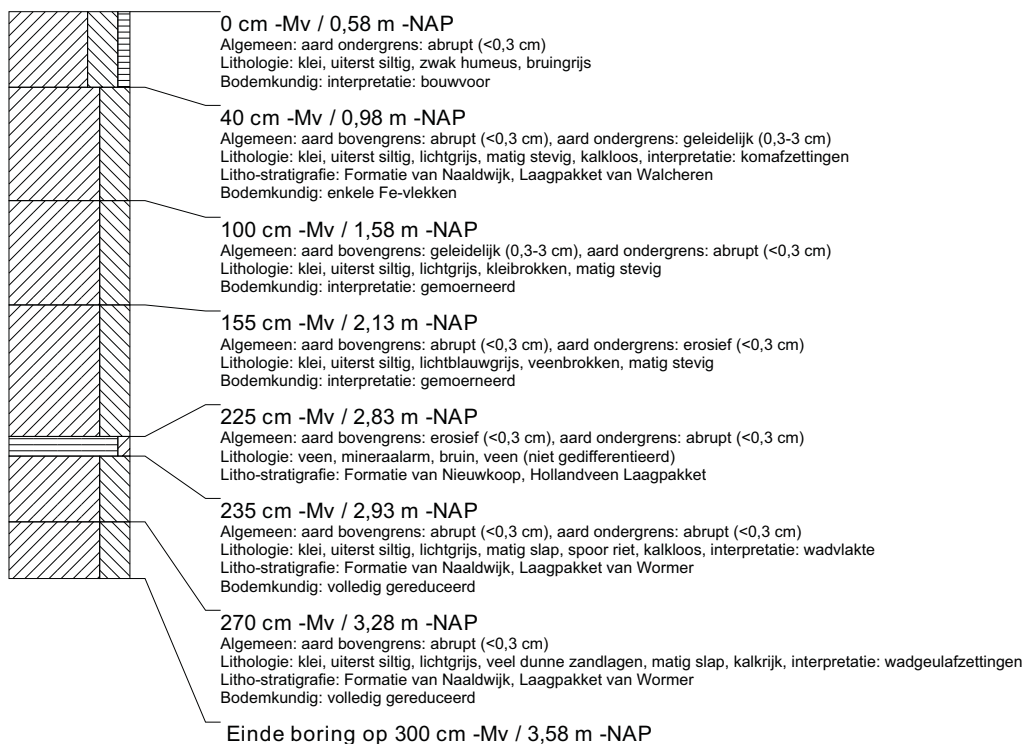 0 cm -Mv / 0,58 m -NAP
Algemeen: aard ondergrens: abrupt (<0,3 cm)
Lithologie: klei, uiterst siltig, zwak humeus, bruingrijs
Bodemkundig: interpretatie: bouwvoor
40 cm -Mv / 0,98 m -NAP
Algemeen: aard bovengrens: abrupt (<0,3 cm), aard ondergrens: geleidelijk (0,3-3 cm)
Lithologie: klei, uiterst siltig, lichtgrijs, matig stevig, kalkloos, interpretatie: komafzettingen
Litho-stratigrafie: Formatie van Naaldwijk, Laagpakket van Walcheren
Bodemkundig: enkele Fe-vlekken
100 cm -Mv / 1,58 m -NAP
Algemeen: aard bovengrens: geleidelijk (0,3-3 cm), aard ondergrens: abrupt (<0,3 cm)
Lithologie: klei, uiterst siltig, lichtgrijs, kleibrokken, matig stevig
Bodemkundig: interpretatie: gemoerneerd
155 cm -Mv / 2,13 m -NAP
Algemeen: aard bovengrens: abrupt (<0,3 cm), aard ondergrens: erosief (<0,3 cm)
Lithologie: klei, uiterst siltig, lichtblauwgrijs, veenbrokken, matig stevig
Bodemkundig: interpretatie: gemoerneerd
225 cm -Mv / 2,83 m -NAP
Algemeen: aard bovengrens: erosief (<0,3 cm), aard ondergrens: abrupt (<0,3 cm)
Lithologie: veen, mineraalarm, bruin, veen (niet gedifferentieerd)
Litho-stratigrafie: Formatie van Nieuwkoop, Hollandveen Laagpakket
235 cm -Mv / 2,93 m -NAP
Algemeen: aard bovengrens: abrupt (<0,3 cm), aard ondergrens: abrupt (<0,3 cm)
Lithologie: klei, uiterst siltig, lichtgrijs, matig slap, spoor riet, kalkloos, interpretatie: wadvlakte
Litho-stratigrafie: Formatie van Naaldwijk, Laagpakket van Wormer
Bodemkundig: volledig gereduceerd
270 cm -Mv / 3,28 m -NAP
Algemeen: aard bovengrens: abrupt (<0,3 cm)
Lithologie: klei, uiterst siltig, lichtgrijs, veel dunne zandlagen, matig slap, kalkrijk, interpretatie: wadgeulafzettingen
Litho-stratigrafie: Formatie van Naaldwijk, Laagpakket van Wormer
Bodemkundig: volledig gereduceerd
Einde boring op 300 cm -Mv / 3,58 m -NAP